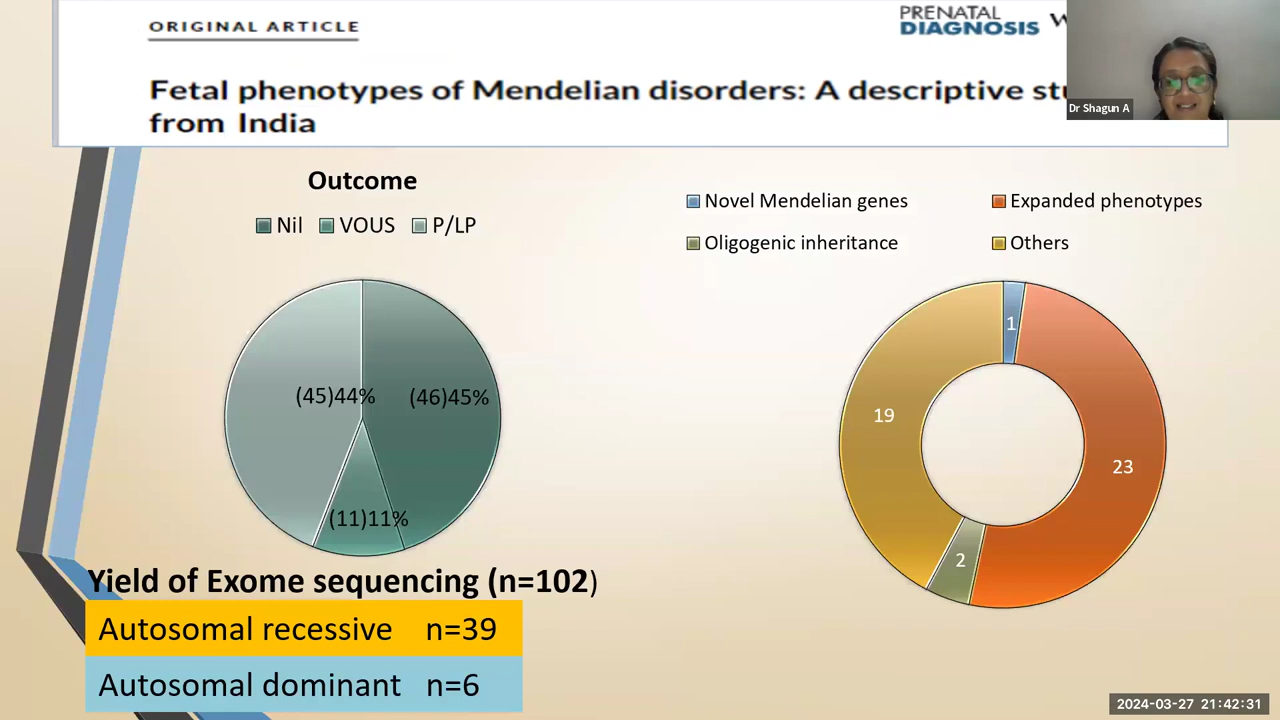 ORIGINAL ARTICLE
PRENATAL
DIAGNOSIS
Fetal phenotypes of Mendelian disorders: A descriptive
from India
Dr Shagun A
Outcome
Nil VOUS P/LP
(45)44% (46)45%
(11)11%
Yield of Exome sequencing (n=102)
Autosomal recessive n=39
Autosomal dominant n=6
Novel Mendelian genes Expanded phenotypes
Oligogenic inheritance Others
1
19
23
2
2024-03-27 21:42:31